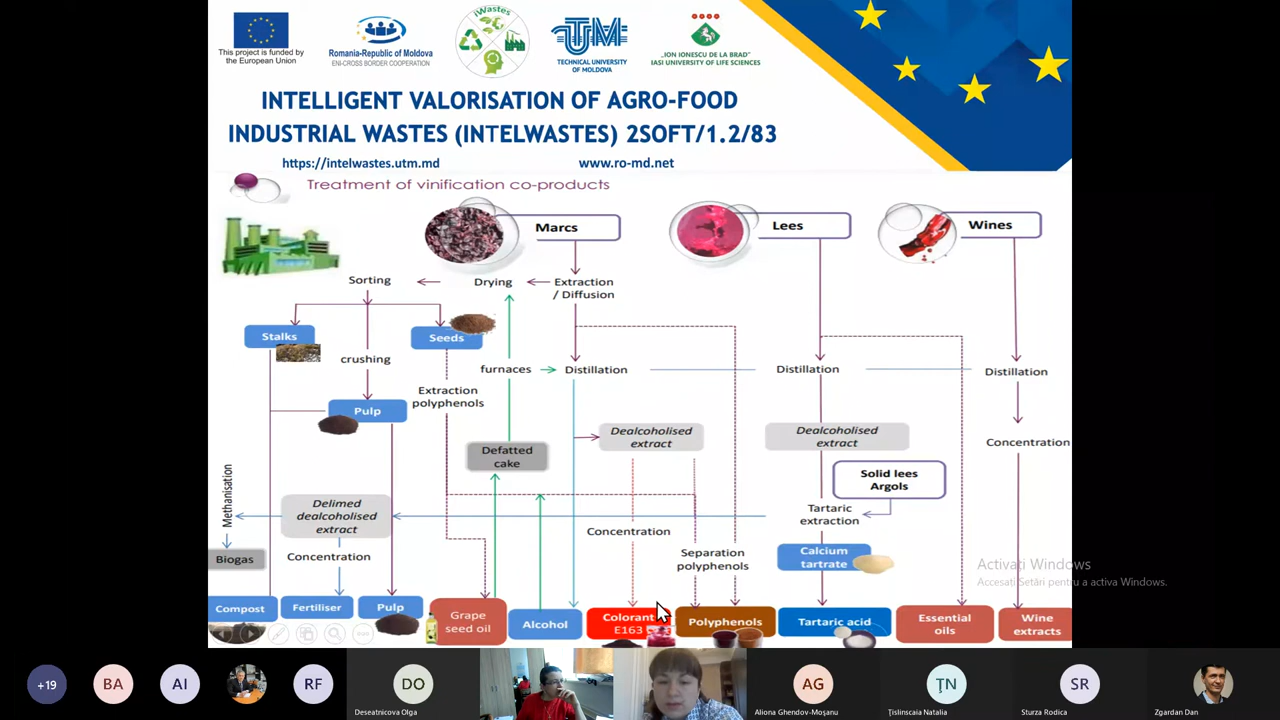 This project is funded by
the European Union
Romania-Republic of Moldova
ENI-CROSS BORDER COOPERATION
iWastes
UTM
TECHNICAL UNIVERSITY
OF MOLDOVA
„ION IONESCU DE LA BRAD"
IASI UNIVERSITY OF LIFE SCIENCES
INTELLIGENT VALORISATION OF AGRO-FOOD
INDUSTRIAL WASTES (INTELWASTES) 2SOFT/1.2/83
https://intelwastes.utm.md
www.ro-md.net
Treatment of vinification co-products
Marcs
Lees
Wines
Sorting
Drying
Extraction
/ Diffusion
Stalks
Seeds
crushing
furnaces
Distillation
Distillation
Distillation
Extraction
polyphenols
Pulp
Dealcoholised
extract
Dealcoholised
extract
Concentration
Defatted
cake
Solid lees
Argols
Methanisation
Delimed
dealcoholised
extract
Tartaric
extraction
Concentration
Separation
polyphenols
Concentration
Calcium
tartrate
Biogas
Activați Windows
Accesați Setări pentru a activa Windows.
Compost
Fertiliser
Pulp
Grape
seed oil
Alcohol
Colorant
E163
Polyphenols
Tartaric acid
Essential
oils
Wine
extracts
+19
BA
AI
RF
DO
Deseatnicova Olga
AG
Aliona Ghendov-Moșanu
ȚN
Țislinscaia Natalia
SR
Sturza Rodica
Zgardan Dan